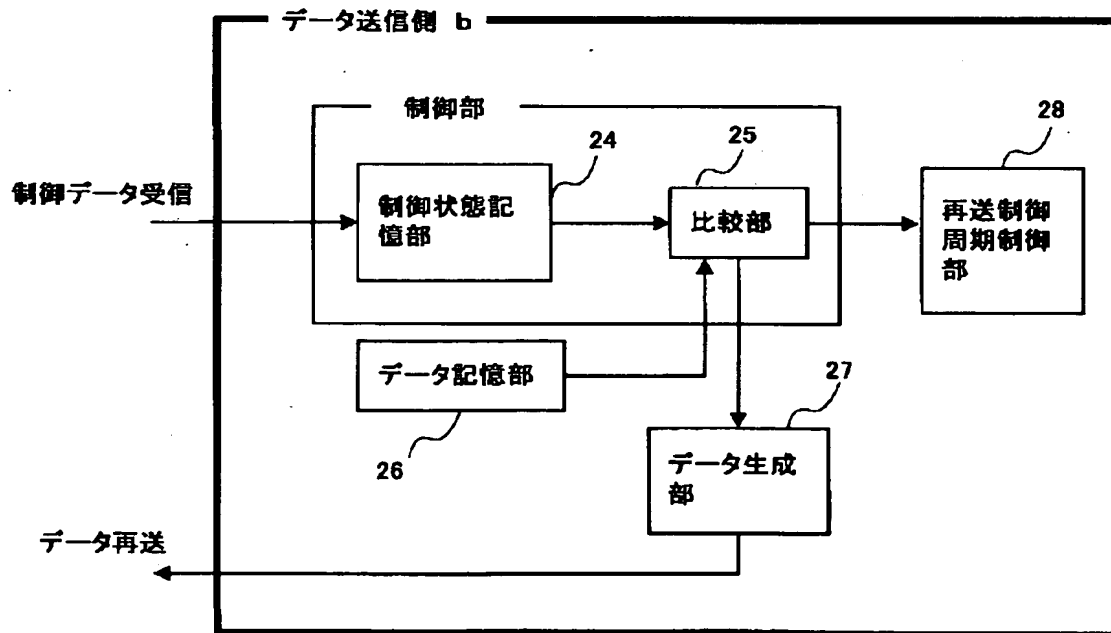 データ送信側 b
制御部
24
25
28
制御データ受信
制御状態記
憶部
比較部
再送制御
周期制御
部
データ記憶部
26
27
データ生成
部
データ再送